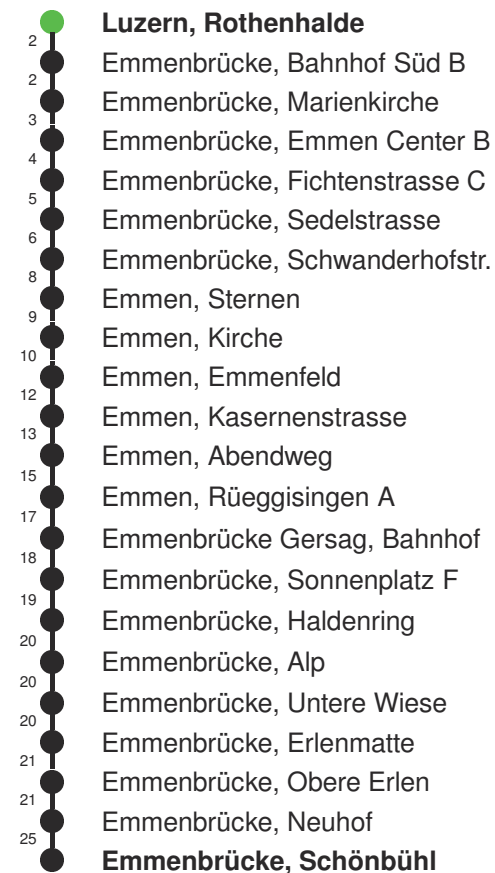 Luzern, Rothenhalde
2
Emmenbrücke, Bahnhof Süd B
2
Emmenbrücke, Marienkirche
3
Emmenbrücke, Emmen Center B
4
Emmenbrücke, Fichtenstrasse C
5
Emmenbrücke, Sedelstrasse
6
Emmenbrücke, Schwanderhofstr.
8
Emmen, Sternen
9
Emmen, Kirche
10
Emmen, Emmenfeld
12
Emmen, Kasernenstrasse
13
Emmen, Abendweg
15
Emmen, Rüeggisingen A
17
Emmenbrücke Gersag, Bahnhof
18
Emmenbrücke, Sonnenplatz F
19
Emmenbrücke, Haldenring
20
Emmenbrücke, Alp
20
Emmenbrücke, Untere Wiese
20
Emmenbrücke, Erlenmatte
21
Emmenbrücke, Obere Erlen
21
Emmenbrücke, Neuhof
25
Emmenbrücke, Schönbühl